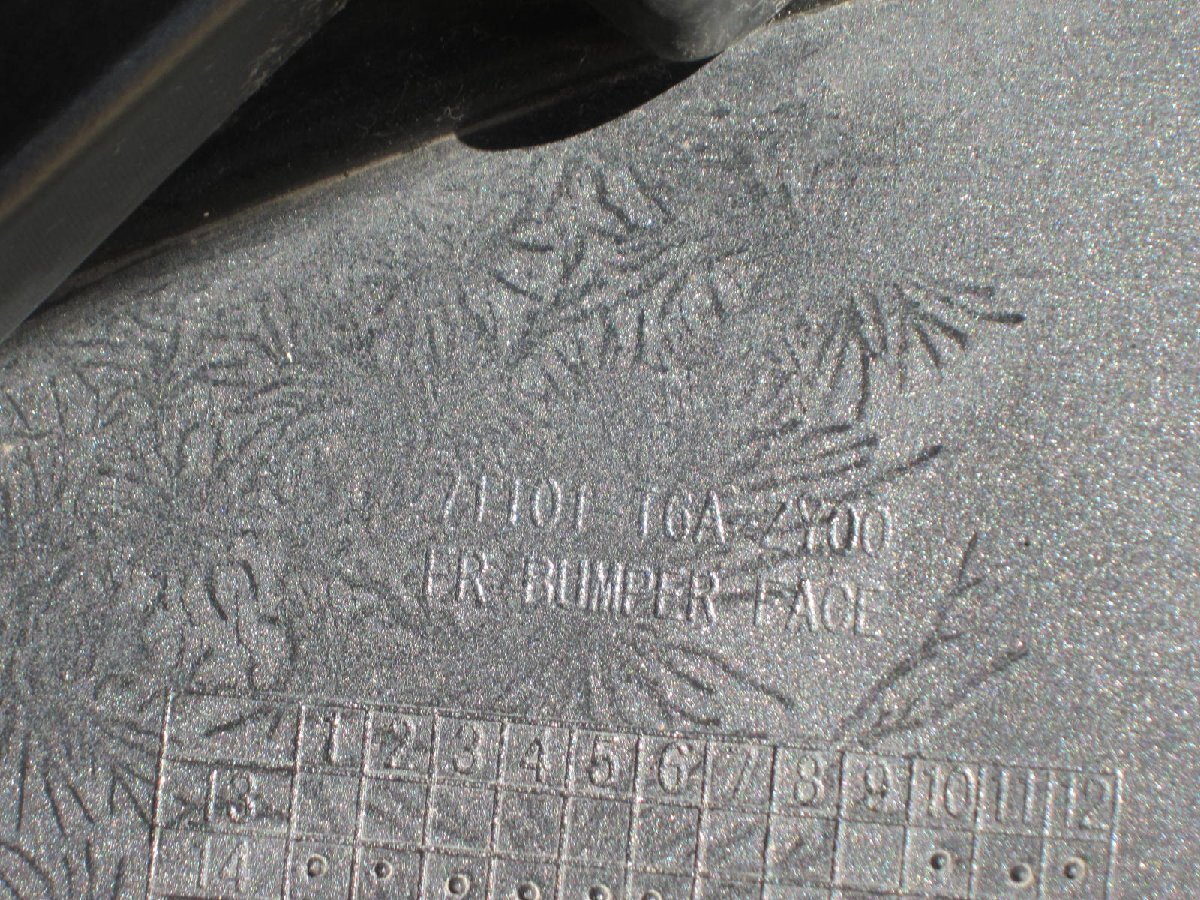 71101 T6A-ZY00
FR BUMPER FACE
1 2 3 4 5 6 7 8 9 10 11 12
13
14